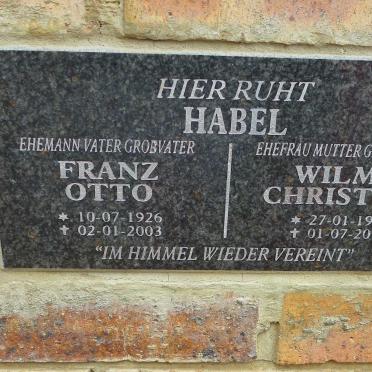 HIER RUHT
HABEL
EHEMANN VATER GROBVATER
FRANZ
OTTO
* 10-07-1926
✝ 02-01-2003
EHEFRAU MUTTER G
WILM
CHRIST
* 27-01-19
✝ 01-07-20
"IM HIMMEL WIEDER VEREINT"